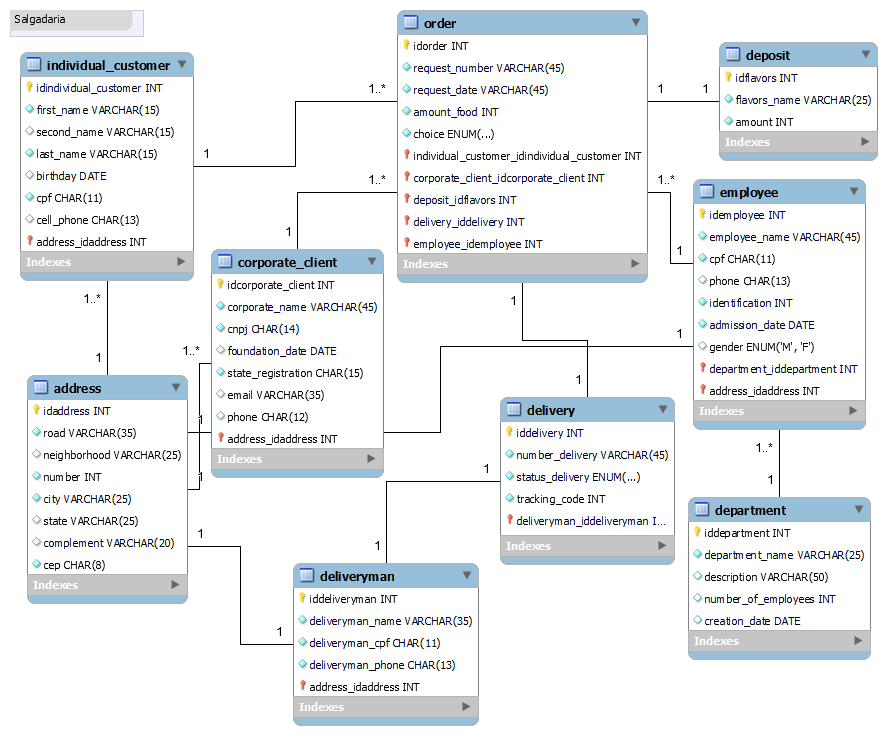 Salgadaria
order
idorder INT
request_number VARCHAR(45)
request_date VARCHAR(45)
amount_food INT
choice ENUM(...)
individual_customer_idindividual_customer INT
corporate_client_idcorporate_client INT
deposit_idflavors INT
delivery_iddelivery INT
employee_idemployee INT
Indexes
individual_customer
idindividual_customer INT
first_name VARCHAR(15)
second_name VARCHAR(15)
last_name VARCHAR(15)
birthday DATE
cpf CHAR(11)
cell_phone CHAR(13)
address_idaddress INT
Indexes
deposit
idflavors INT
flavors_name VARCHAR(25)
amount INT
Indexes
employee
idemployee INT
employee_name VARCHAR(45)
cpf CHAR(11)
phone CHAR(13)
identification INT
admission_date DATE
gender ENUM('M', 'F')
department_iddepartment INT
address_idaddress INT
Indexes
corporate_client
idcorporate_client INT
corporate_name VARCHAR(45)
cnpj CHAR(14)
foundation_date DATE
state_registration CHAR(15)
email VARCHAR(35)
phone CHAR(12)
address_idaddress INT
Indexes
address
idaddress INT
road VARCHAR(35)
neighborhood VARCHAR(25)
number INT
city VARCHAR(25)
state VARCHAR(25)
complement VARCHAR(20)
cep CHAR(8)
Indexes
delivery
iddelivery INT
number_delivery VARCHAR(45)
status_delivery ENUM(...)
tracking_code INT
deliveryman_iddeliveryman I...
Indexes
department
iddepartment INT
department_name VARCHAR(25)
description VARCHAR(50)
number_of_employees INT
creation_date DATE
Indexes
deliveryman
iddeliveryman INT
deliveryman_name VARCHAR(35)
deliveryman_cpf CHAR(11)
deliveryman_phone CHAR(13)
address_idaddress INT
Indexes
1..*
1
1
1
1..*
1
1..*
1
1..*
1
1..*
1
1
1
1
1
1..*
1
1
1
1
1